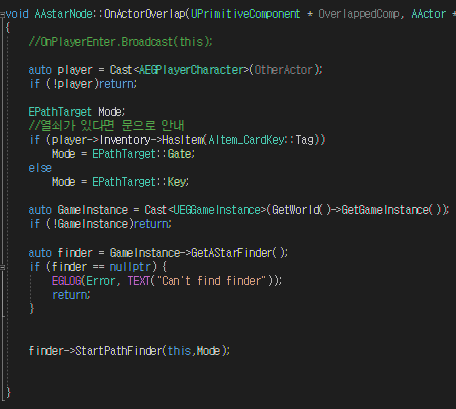 void AAstarNode::OnActorOverlap(UPrimitiveComponent * OverlappedComp, AActor *
{
//OnPlayerEnter.Broadcast(this);
auto player = Cast<AEGPlayerCharacter>(OtherActor);
if (!player)return;
EPathTarget Mode;
//열쇠가 있다면 문으로 안내
if (player->Inventory->HasItem(AItem_CardKey::Tag))
Mode = EPathTarget::Gate;
else
Mode = EPathTarget::Key;
auto GameInstance = Cast<UEGGameInstance>(GetWorld()->GetGameInstance());
if (!GameInstance)return;
auto finder = GameInstance->GetAStarFinder();
if (finder == nullptr) {
EGLOG(Error, TEXT("Can't find finder"));
return;
}
finder->StartPathFinder(this,Mode);
}